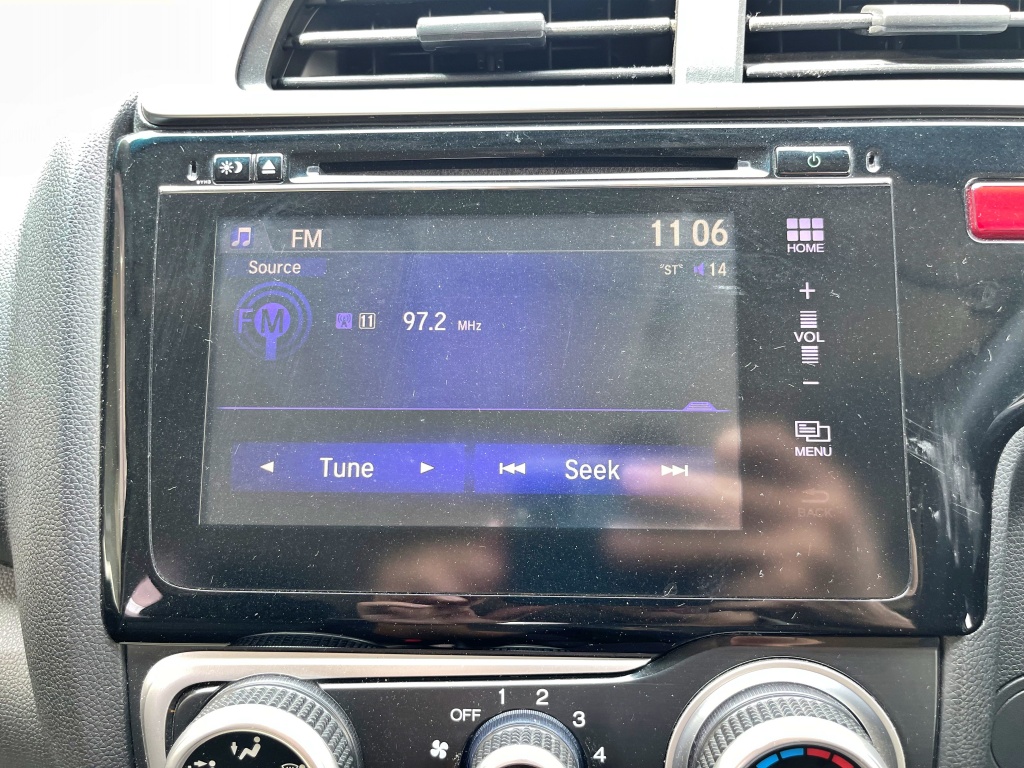 FM 11 06
HOME
Source "ST" 14
FM 11 97.2 MHz
+
VOL
−
MENU
Tune Seek
BACK
OFF 1 2 3 4